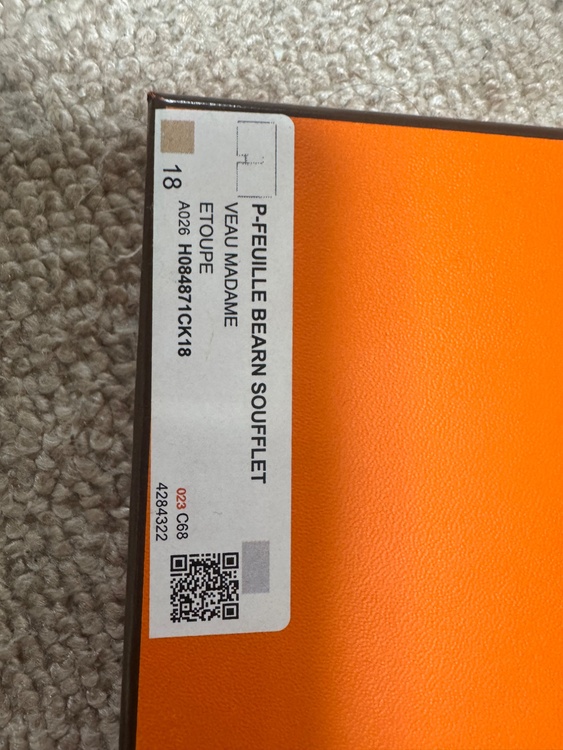 P-FEUILLE BEARN SOUFFLET
VEAU MADAME
ETOUPE
A026 H084871CK18
18
023 C68
4284322